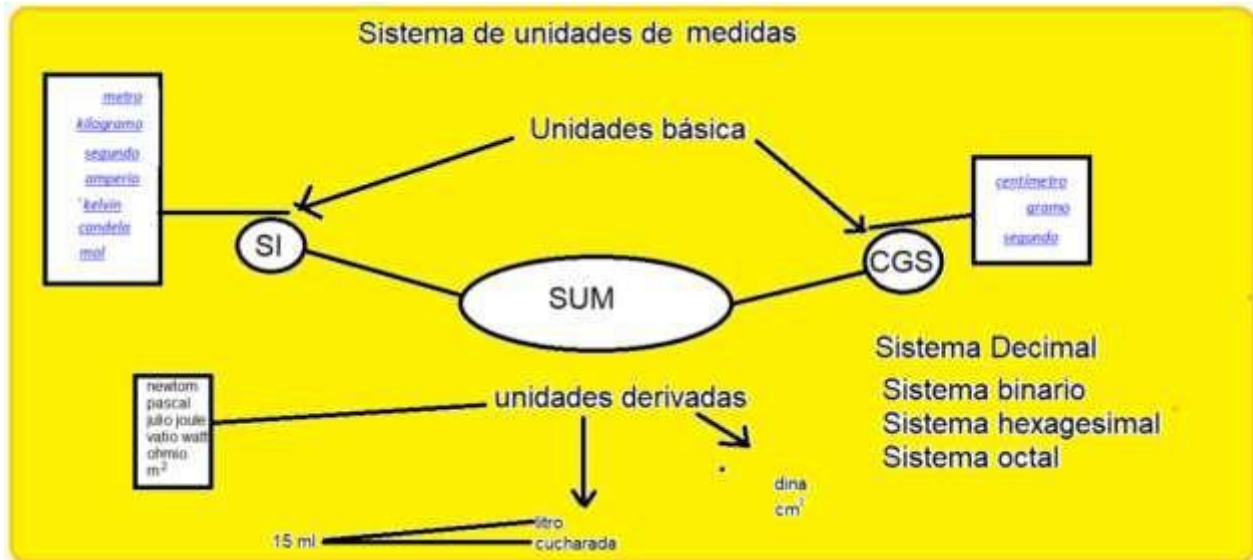 Sistema de unidades de medidas
metro
kilogramo
segundo
amperio
kelvin
candela
mol
Unidades básica
centímetro
gramo
segundo
SI
CGS
SUM
Sistema Decimal
Sistema binario
Sistema hexagesimal
Sistema octal
unidades derivadas
newtom
pascal
julio joule
vatio watt
ohmio
m²
dina
cm²
litro
15 ml
cucharada